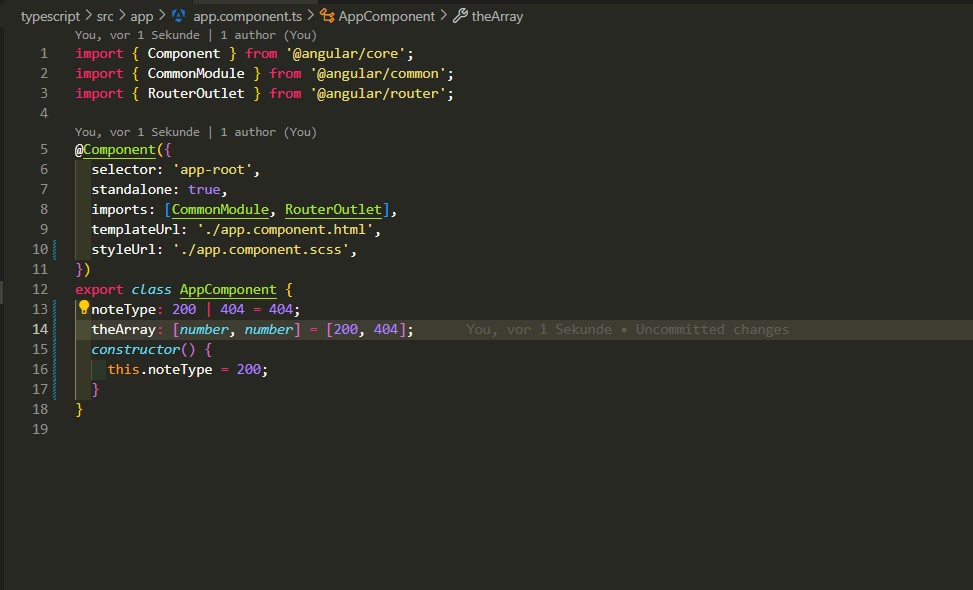 typescript > src > app > app.component.ts > AppComponent > theArray
You, vor 1 Sekunde | 1 author (You)
1 import { Component } from '@angular/core';
2 import { CommonModule } from '@angular/common';
3 import { RouterOutlet } from '@angular/router';
4
You, vor 1 Sekunde | 1 author (You)
5 @Component({
6 selector: 'app-root',
7 standalone: true,
8 imports: [CommonModule, RouterOutlet],
9 templateUrl: './app.component.html',
10 styleUrl: './app.component.scss',
11 })
12 export class AppComponent {
13 noteType: 200 | 404 = 404;
14 theArray: [number, number] = [200, 404]; You, vor 1 Sekunde • Uncommitted changes
15 constructor() {
16 this.noteType = 200;
17 }
18 }
19